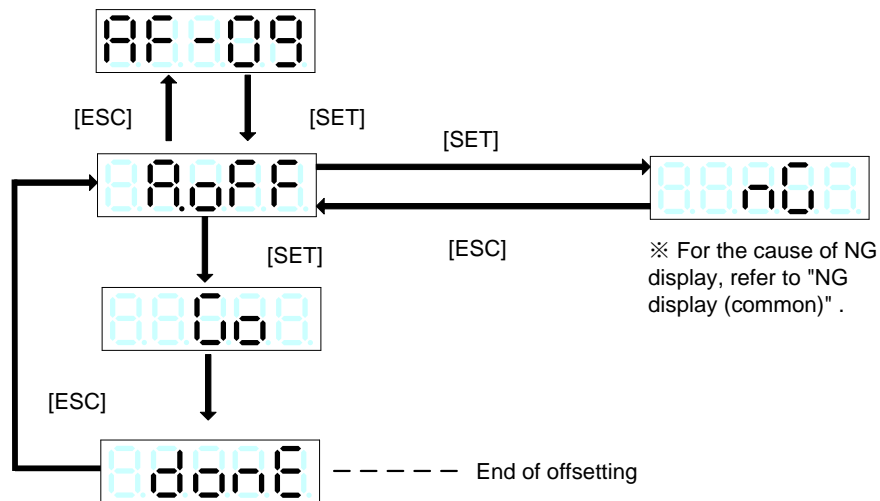 AF-09
[ESC]
[SET]
[SET]
A.oFF
nG
[SET]
[ESC]
※ For the cause of NG
display, refer to "NG
display (common)" .
Go
[ESC]
donE
End of offsetting